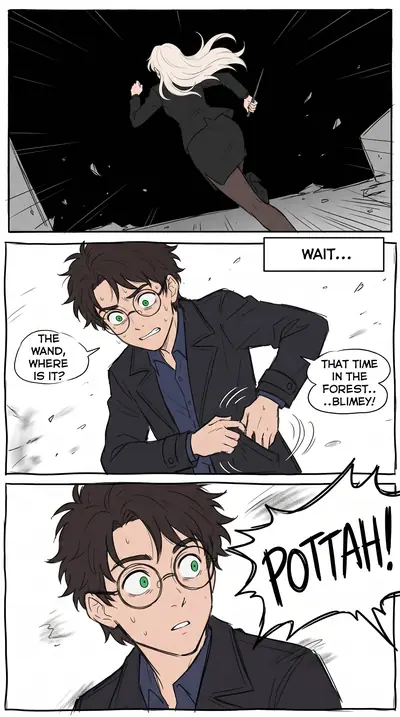 WAIT...
THE
WAND,
WHERE
IS IT?
THAT TIME
IN THE
FOREST..
..BLIMEY!
POTTAH!